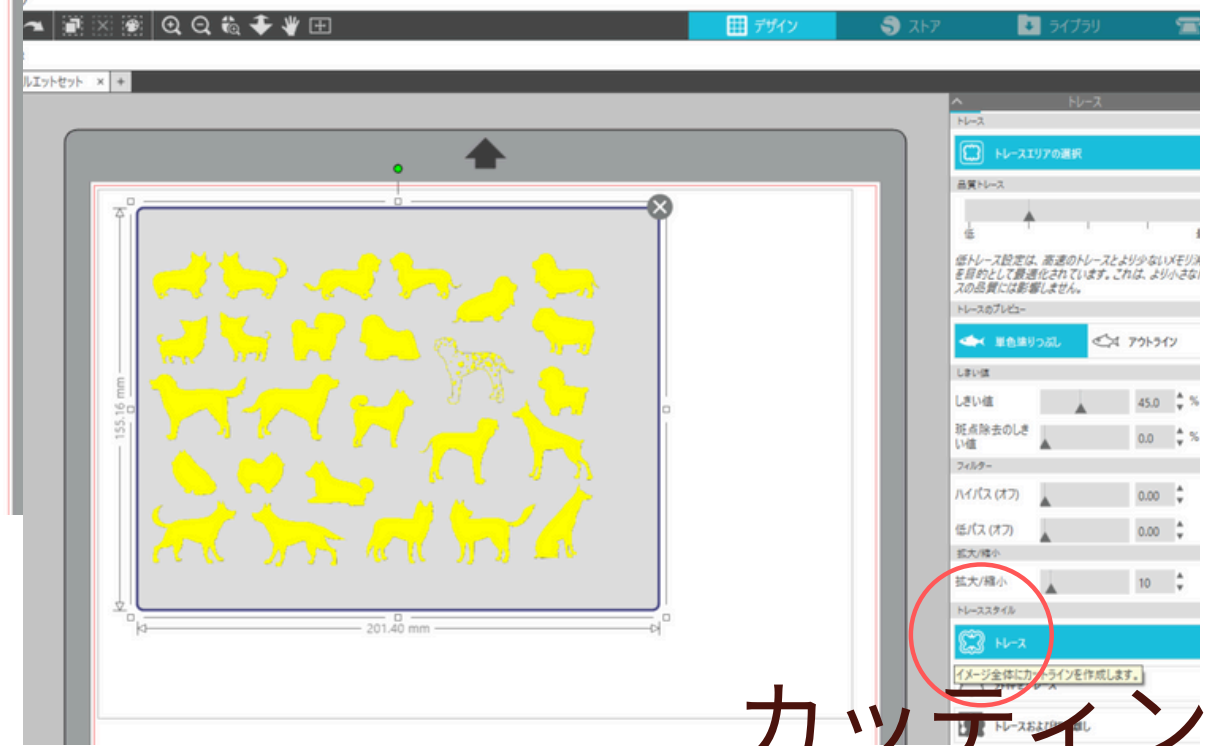 デザイン
ストア
ライブラリ
ルエットセット × +
トレース
トレース
トレースエリアの選択
品質トレース
低
低トレース設定は、高速のトレースとより少ないメモリ
を目的として最適化されています。これは、より小さな
スの品質には影響しません。
トレースのプレビュー
単色塗りつぶし
アウトライン
しきい値
しきい値 45.0 %
斑点除去のしき
い値 0.0 %
フィルター
ハイパス (オフ) 0.00
低パス (オフ) 0.00
拡大/縮小
拡大/縮小 10
トレーススタイル
トレース
イメージ全体にカットラインを作成します。
155.16 mm
201.40 mm
カッティン